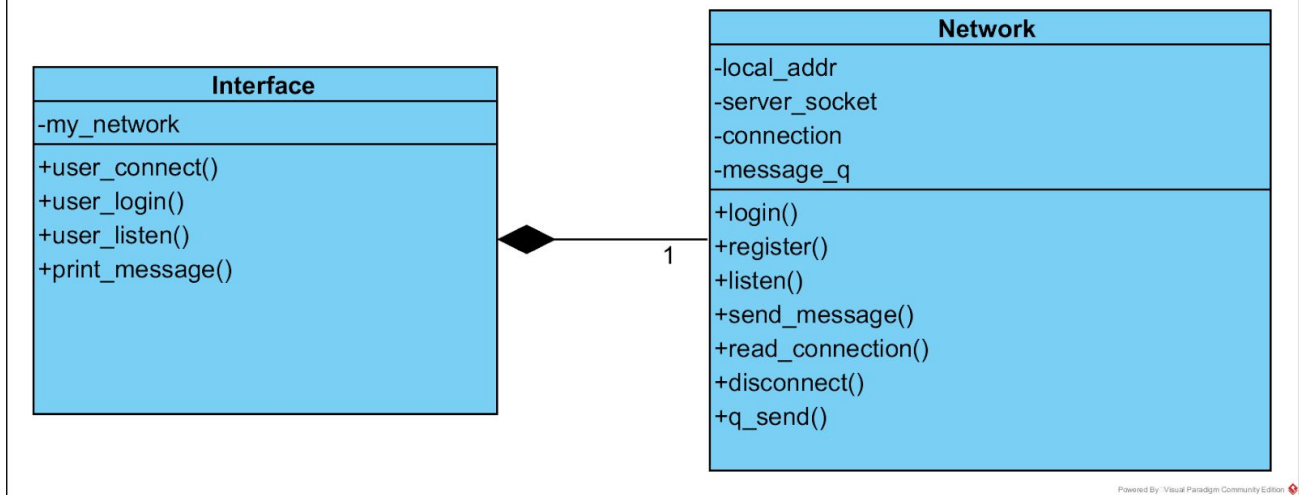 Interface
-my_network
+user_connect()
+user_login()
+user_listen()
+print_message()
1
Network
-local_addr
-server_socket
-connection
-message_q
+login()
+register()
+listen()
+send_message()
+read_connection()
+disconnect()
+q_send()
Powered By Visual Paradigm Community Edition